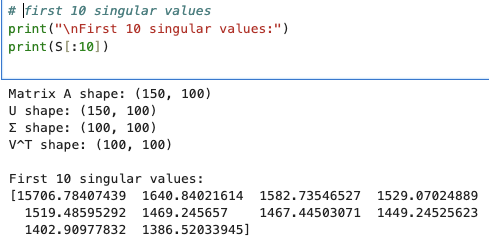 # first 10 singular values
print("\nFirst 10 singular values:")
print(S[:10])
Matrix A shape: (150, 100)
U shape: (150, 100)
Σ shape: (100, 100)
V^T shape: (100, 100)
First 10 singular values:
[15706.78407439  1640.84021614  1582.73546527  1529.07024889
  1519.48595292  1469.245657    1467.44503071  1449.24525623
  1402.90977832  1386.52033945]